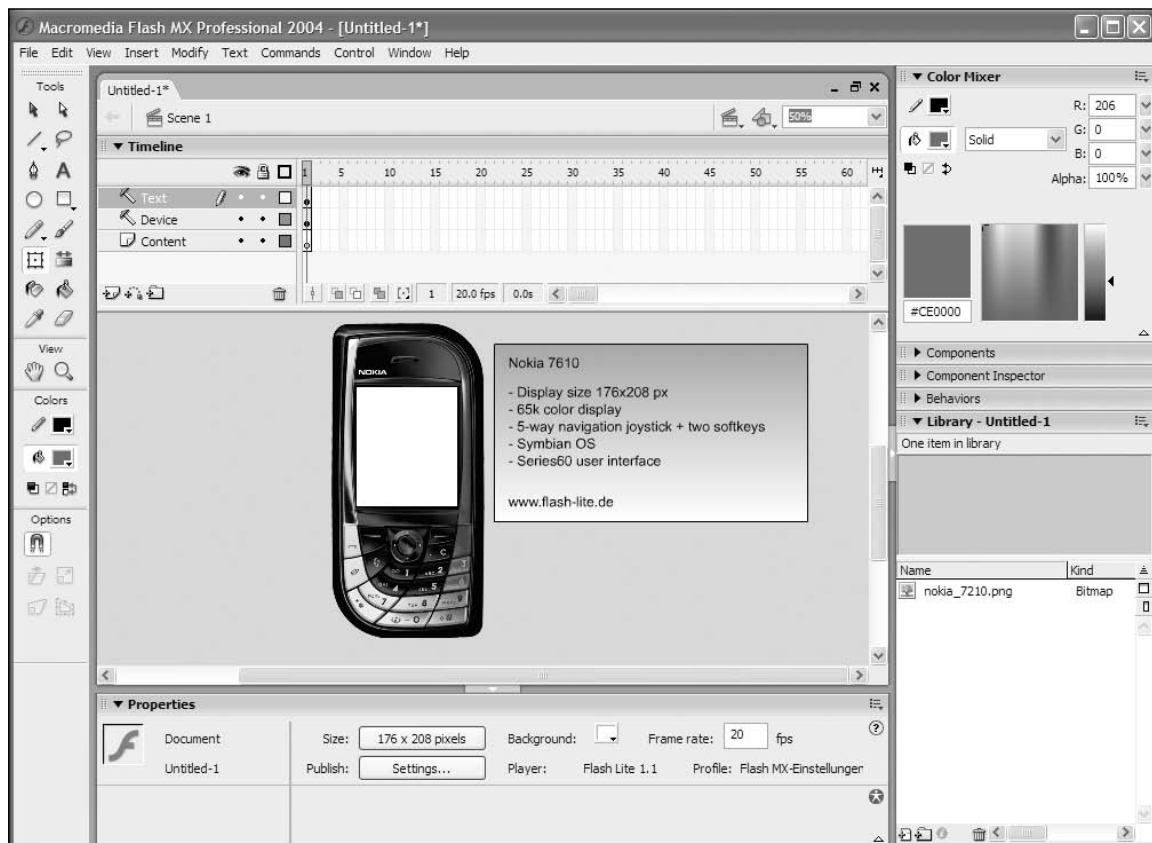 Macromedia Flash MX Professional 2004 - [Untitled-1*]
File Edit View Insert Modify Text Commands Control Window Help
Tools
View
Colors
Options
Untitled-1*
Scene 1
50%
Timeline
1 5 10 15 20 25 30 35 40 45 50 55 60
Text
Device
Content
1 20.0 fps 0.0s
NOKIA
Nokia 7610
- Display size 176x208 px
- 65k color display
- 5-way navigation joystick + two softkeys
- Symbian OS
- Series60 user interface
www.flash-lite.de
Properties
Document
Untitled-1
Size: 176 x 208 pixels
Background:
Frame rate: 20 fps
Publish: Settings...
Player: Flash Lite 1.1
Profile: Flash MX-Einstellungen
Color Mixer
R: 206
Solid
G: 0
B: 0
Alpha: 100%
#CE0000
Components
Component Inspector
Behaviors
Library - Untitled-1
One item in library
Name Kind
nokia_7210.png Bitmap